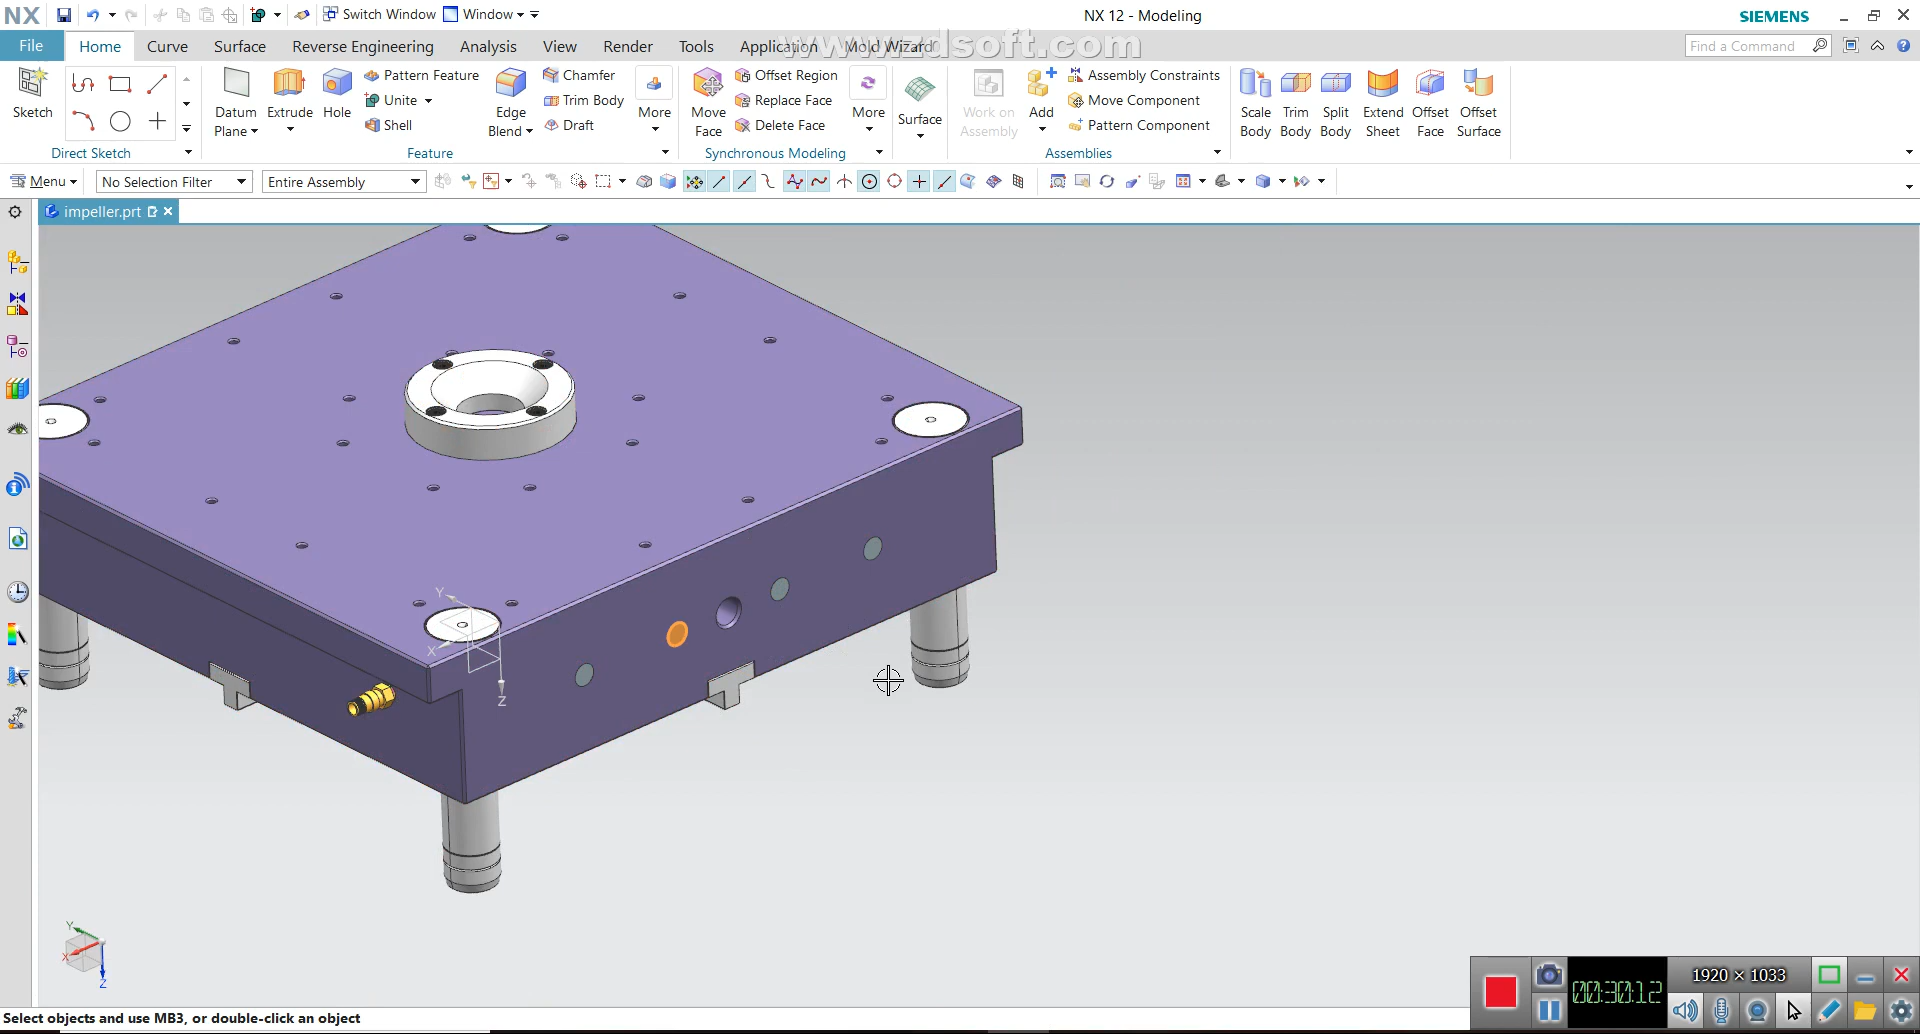 NX Switch Window Window NX 12 - Modeling SIEMENS
File Home Curve Surface Reverse Engineering Analysis View Render Tools Application Mold Wizard Find a Command
www.zdsoft.com
Sketch Datum Plane Extrude Hole Pattern Feature Unite Shell Edge Blend Chamfer Trim Body Draft More Move Face Offset Region Replace Face Delete Face More Surface Work on Assembly Add Assembly Constraints Move Component Pattern Component Scale Body Trim Body Split Body Extend Sheet Offset Face Offset Surface
Direct Sketch Feature Synchronous Modeling Assemblies
Menu No Selection Filter Entire Assembly
impeller.prt
Y
X
Z
Y
X
Z
1920 × 1033
00:30:12
Select objects and use MB3, or double-click an object